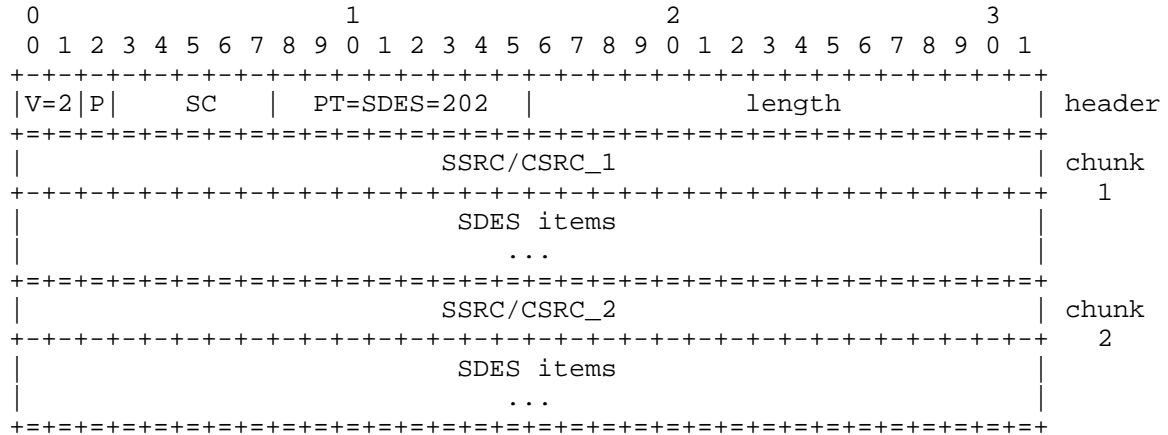 0                   1                   2                   3
 0 1 2 3 4 5 6 7 8 9 0 1 2 3 4 5 6 7 8 9 0 1 2 3 4 5 6 7 8 9 0 1
+-+-+-+-+-+-+-+-+-+-+-+-+-+-+-+-+-+-+-+-+-+-+-+-+-+-+-+-+-+-+-+-+
|V=2|P|    SC   |  PT=SDES=202  |             length            | header
+=+=+=+=+=+=+=+=+=+=+=+=+=+=+=+=+=+=+=+=+=+=+=+=+=+=+=+=+=+=+=+=+
|                          SSRC/CSRC_1                          | chunk
+-+-+-+-+-+-+-+-+-+-+-+-+-+-+-+-+-+-+-+-+-+-+-+-+-+-+-+-+-+-+-+-+   1
|                           SDES items                          |
|                              ...                              |
+=+=+=+=+=+=+=+=+=+=+=+=+=+=+=+=+=+=+=+=+=+=+=+=+=+=+=+=+=+=+=+=+
|                          SSRC/CSRC_2                          | chunk
+-+-+-+-+-+-+-+-+-+-+-+-+-+-+-+-+-+-+-+-+-+-+-+-+-+-+-+-+-+-+-+-+   2
|                           SDES items                          |
|                              ...                              |
+=+=+=+=+=+=+=+=+=+=+=+=+=+=+=+=+=+=+=+=+=+=+=+=+=+=+=+=+=+=+=+=+